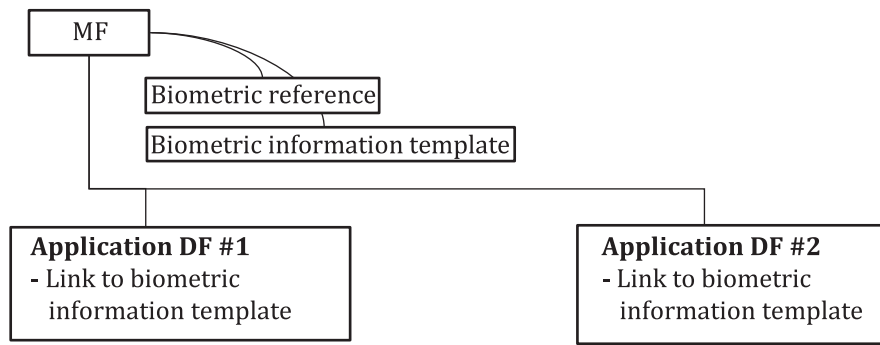 MF
Biometric reference
Biometric information template
Application DF #1
- Link to biometric
information template
Application DF #2
- Link to biometric
information template